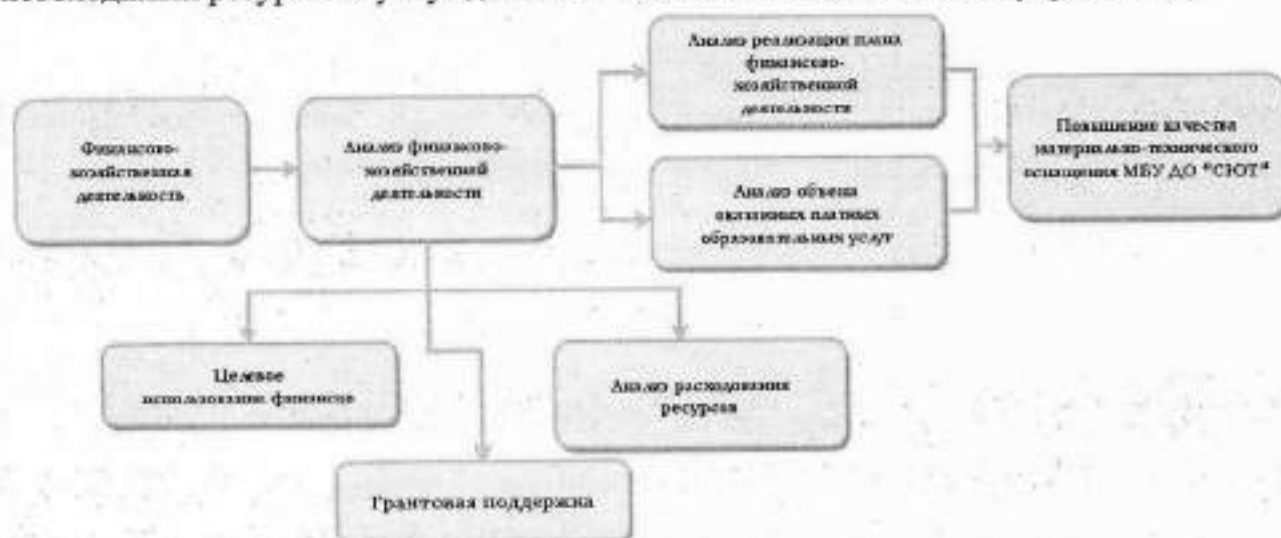 ресурсов
Анализ реализации плана
финансово-
хозяйственной
деятельности
Финансово-
хозяйственная
деятельность
Анализ финансово-
хозяйственной
деятельности
Повышение качества
материально-технического
оснащения МБУ ДО "СЮТ"
Анализ объема
оказанных платных
образовательных услуг
Целевое
использование финансов
Анализ расходования
ресурсов
Грантовая поддержка